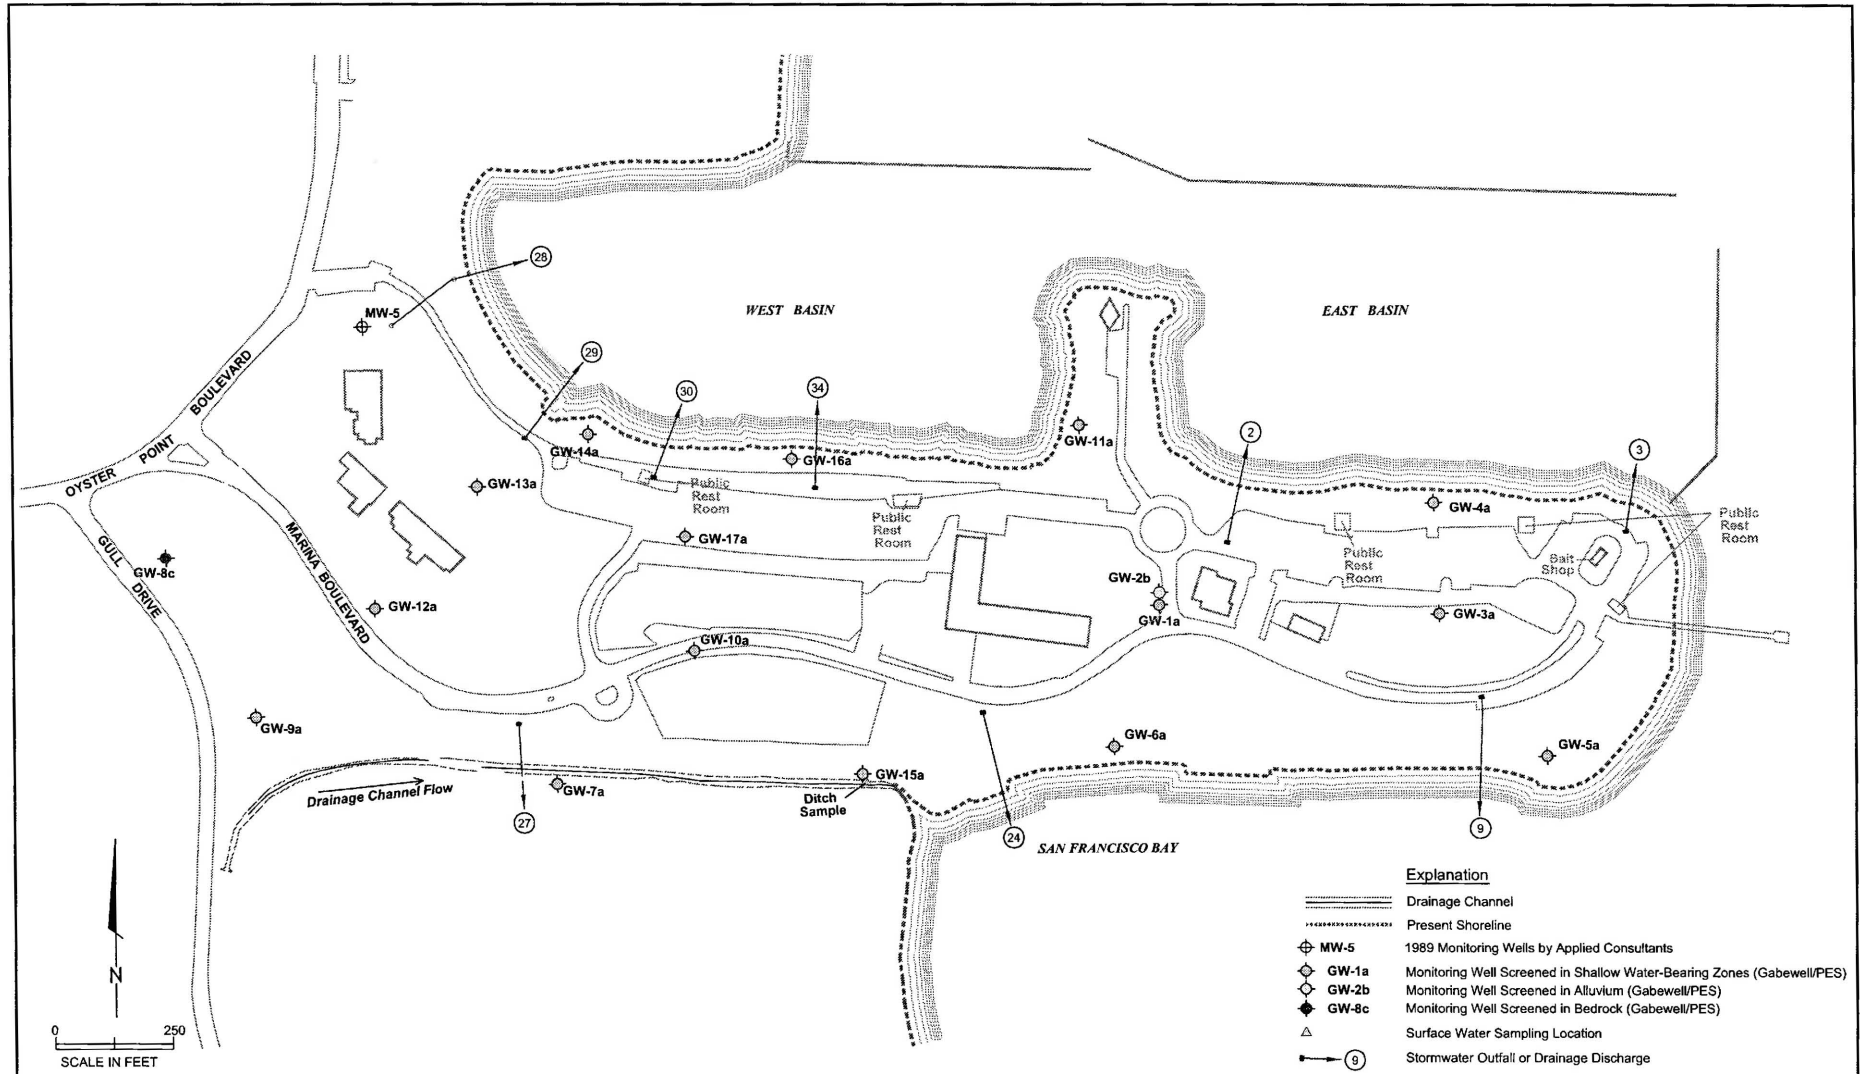 28
MW-5
WEST BASIN
EAST BASIN
29
30
34
BOULEVARD
GW-11a
2
3
GW-14a
POINT
GW-16a
OYSTER
GW-13a
Public
Rest
Room
GW-4a
Public
Rest
Room
Public
Rest
Room
MARINA BOULEVARD
GW-17a
GULL DRIVE
GW-8c
Public
Rest
Room
Bait
Shop
GW-2b
GW-12a
GW-1a
GW-3a
GW-10a
GW-9a
GW-6a
GW-5a
GW-15a
Drainage Channel Flow
GW-7a
Ditch
Sample
27
24
9
SAN FRANCISCO BAY
N
0 250
SCALE IN FEET
Explanation
Drainage Channel
Present Shoreline
MW-5 1989 Monitoring Wells by Applied Consultants
GW-1a Monitoring Well Screened in Shallow Water-Bearing Zones (Gabewell/PES)
GW-2b Monitoring Well Screened in Alluvium (Gabewell/PES)
GW-8c Monitoring Well Screened in Bedrock (Gabewell/PES)
Surface Water Sampling Location
9 Stormwater Outfall or Drainage Discharge